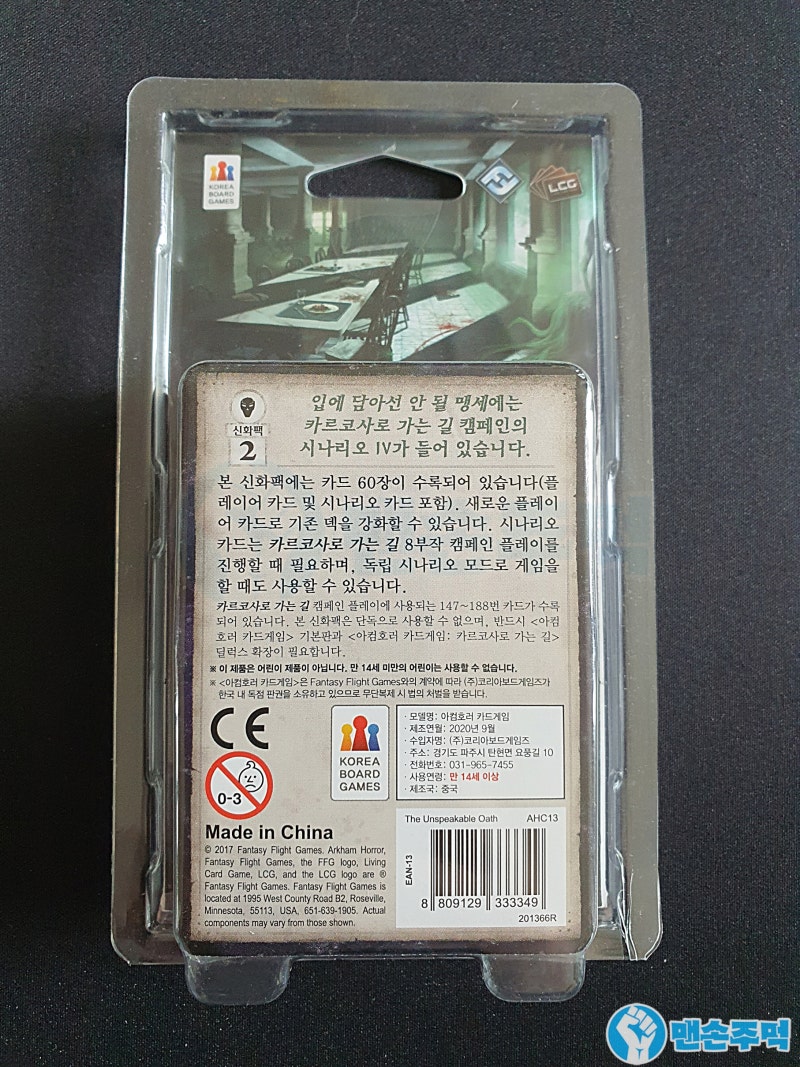 KOREA
BOARD
GAMES
LCG
신화팩
2
입에 담아선 안 될 맹세에는
카르코사로 가는 길 캠페인의
시나리오 IV가 들어 있습니다.
본 신화팩에는 카드 60장이 수록되어 있습니다(플
레이어 카드 및 시나리오 카드 포함). 새로운 플레이
어 카드로 기존 덱을 강화할 수 있습니다. 시나리오
카드는 카르코사로 가는 길 8부작 캠페인 플레이를
진행할 때 필요하며, 독립 시나리오 모드로 게임을
할 때도 사용할 수 있습니다.
카르코사로 가는 길 캠페인 플레이에 사용되는 147~188번 카드가 수록
되어 있습니다. 본 신화팩은 단독으로 사용할 수 없으며, 반드시 <아컴
호러 카드게임> 기본판과 <아컴호러 카드게임: 카르코사로 가는 길>
딜럭스 확장이 필요합니다.
※ 이 제품은 어린이 제품이 아닙니다. 만 14세 미만의 어린이는 사용할 수 없습니다.
※ <아컴호러 카드게임>은 Fantasy Flight Games와의 계약에 따라 (주)코리아보드게임즈가
한국 내 독점 판권을 소유하고 있으므로 무단복제 시 법의 처벌을 받습니다.
CE
0-3
KOREA
BOARD
GAMES
· 모델명: 아컴호러 카드게임
· 제조연월: 2020년 9월
· 수입자명: (주)코리아보드게임즈
· 주소: 경기도 파주시 탄현면 요풍길 10
· 전화번호: 031-965-7455
· 사용연령: 만 14세 이상
· 제조국: 중국
Made in China
© 2017 Fantasy Flight Games. Arkham Horror,
Fantasy Flight Games, the FFG logo, Living
Card Game, LCG, and the LCG logo are ®
Fantasy Flight Games. Fantasy Flight Games is
located at 1995 West County Road B2, Roseville,
Minnesota, 55113, USA, 651-639-1905. Actual
components may vary from those shown.
The Unspeakable Oath AHC13
EAN-13
8 809129 333349
201366R
맨손주먹